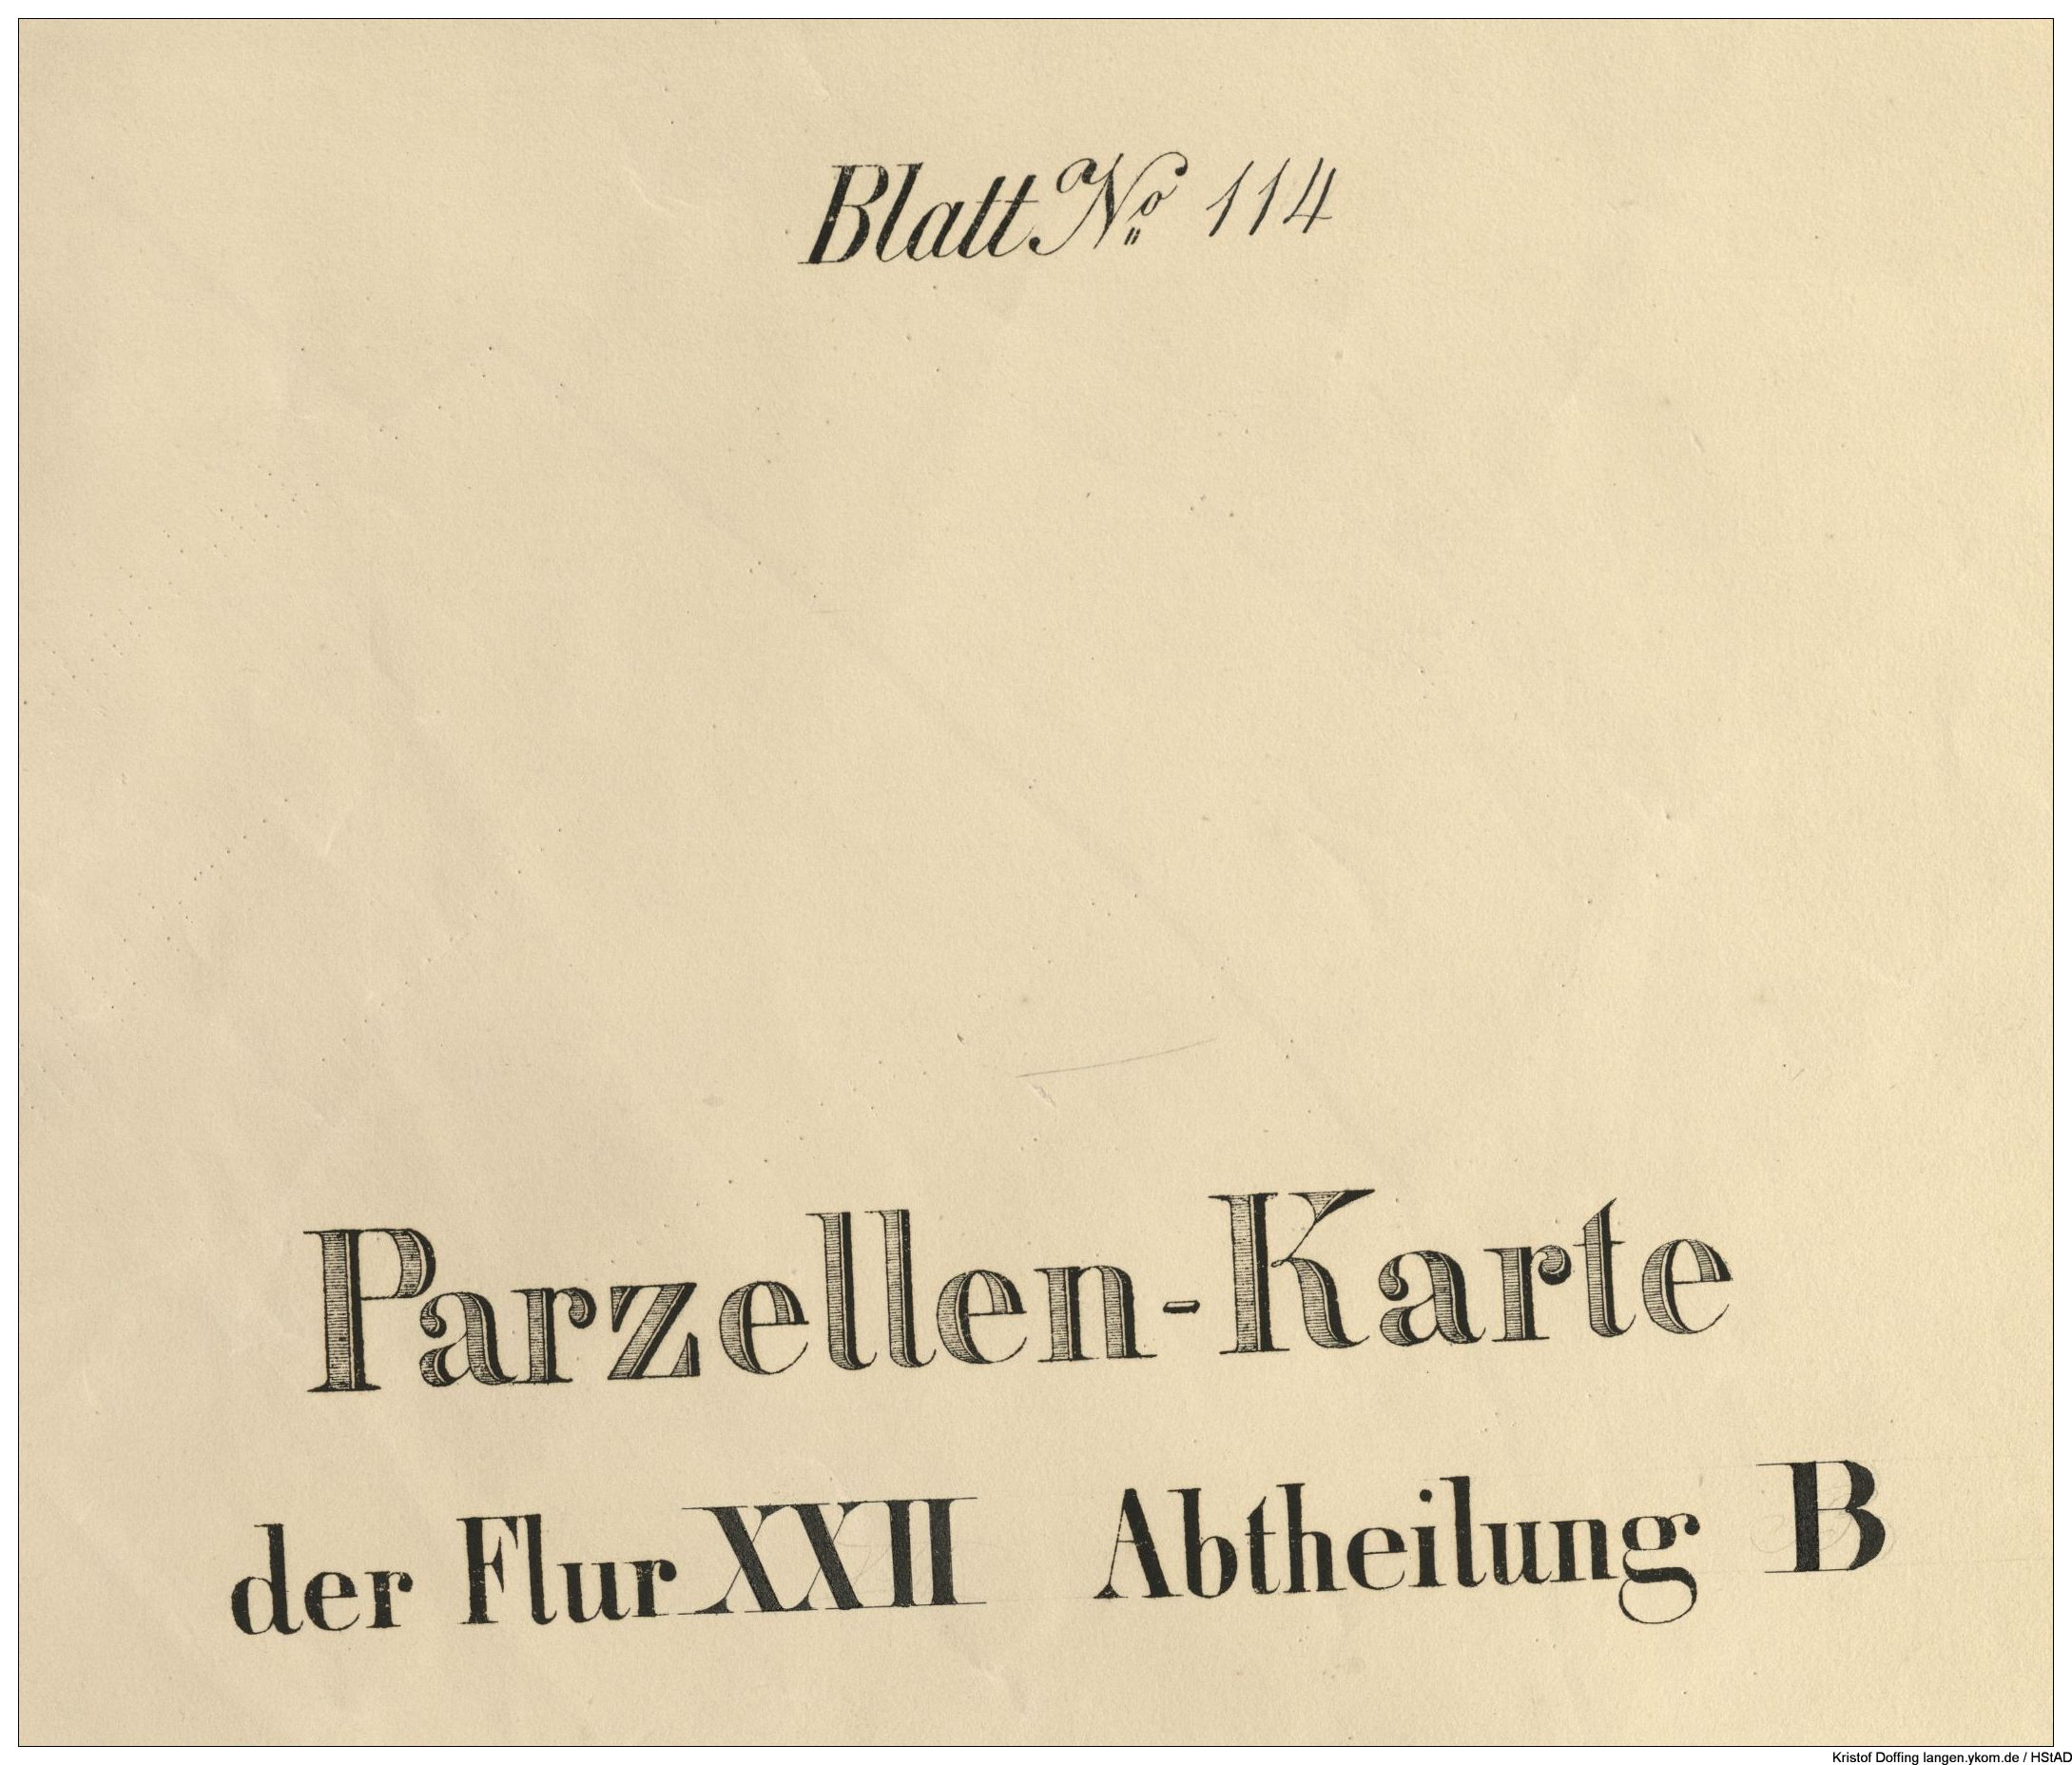 Blatt No 114
Parzellen-Karte
der Flur XXII Abtheilung B
Kristof Doffing langen.ykom.de / HStAD